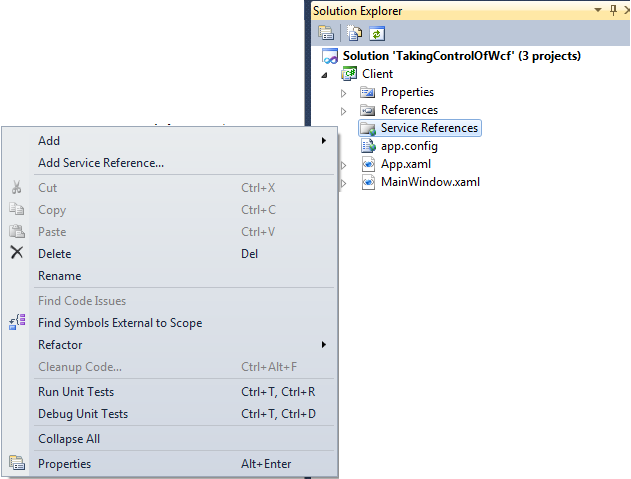 Solution Explorer
Solution 'TakingControlOfWcf' (3 projects)
Client
Properties
References
Service References
app.config
App.xaml
MainWindow.xaml
Add
Add Service Reference...
Cut Ctrl+X
Copy Ctrl+C
Paste Ctrl+V
Delete Del
Rename
Find Code Issues
Find Symbols External to Scope
Refactor
Cleanup Code... Ctrl+Alt+F
Run Unit Tests Ctrl+T, Ctrl+R
Debug Unit Tests Ctrl+T, Ctrl+D
Collapse All
Properties Alt+Enter